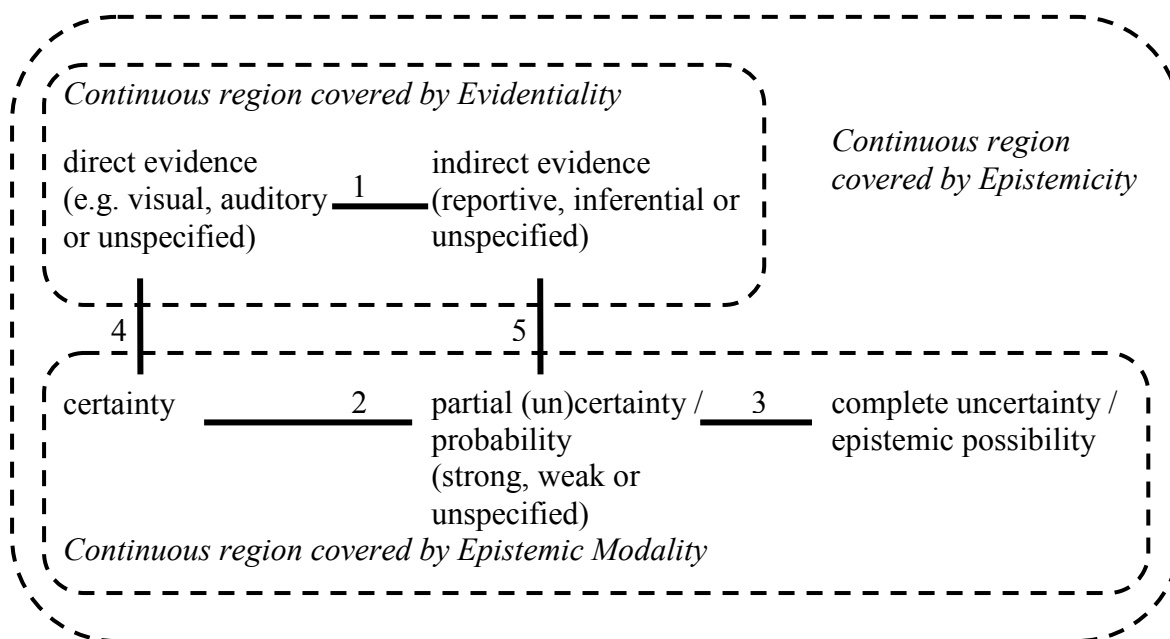 Continuous region covered by Evidentiality
direct evidence
(e.g. visual, auditory
or unspecified)
1
indirect evidence
(reportive, inferential or
unspecified)
Continuous region
covered by Epistemicity
4
5
certainty
2
partial (un)certainty /
probability
(strong, weak or
unspecified)
3
complete uncertainty /
epistemic possibility
Continuous region covered by Epistemic Modality